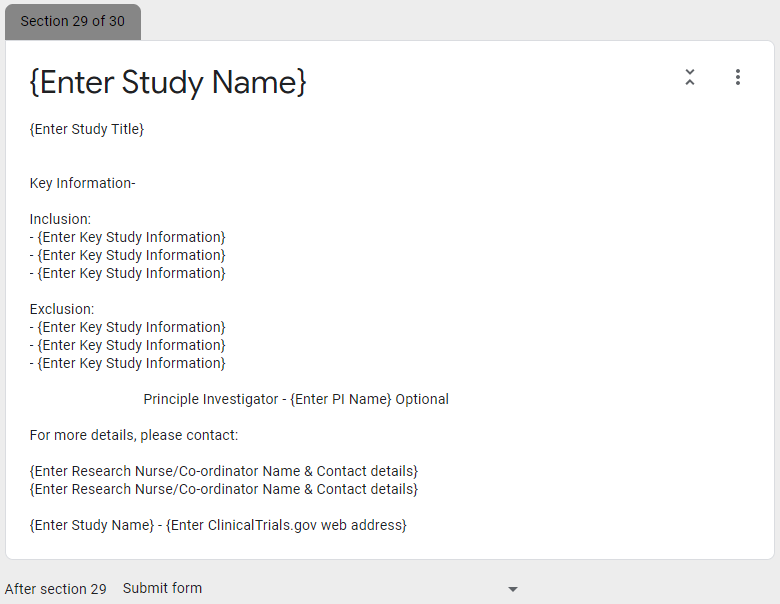 Section 29 of 30
{Enter Study Name}
{Enter Study Title}
Key Information-
Inclusion:
- {Enter Key Study Information}
- {Enter Key Study Information}
- {Enter Key Study Information}
Exclusion:
- {Enter Key Study Information}
- {Enter Key Study Information}
- {Enter Key Study Information}
Principle Investigator - {Enter PI Name} Optional
For more details, please contact:
{Enter Research Nurse/Co-ordinator Name & Contact details}
{Enter Research Nurse/Co-ordinator Name & Contact details}
{Enter Study Name} - {Enter ClinicalTrials.gov web address}
After section 29 Submit form